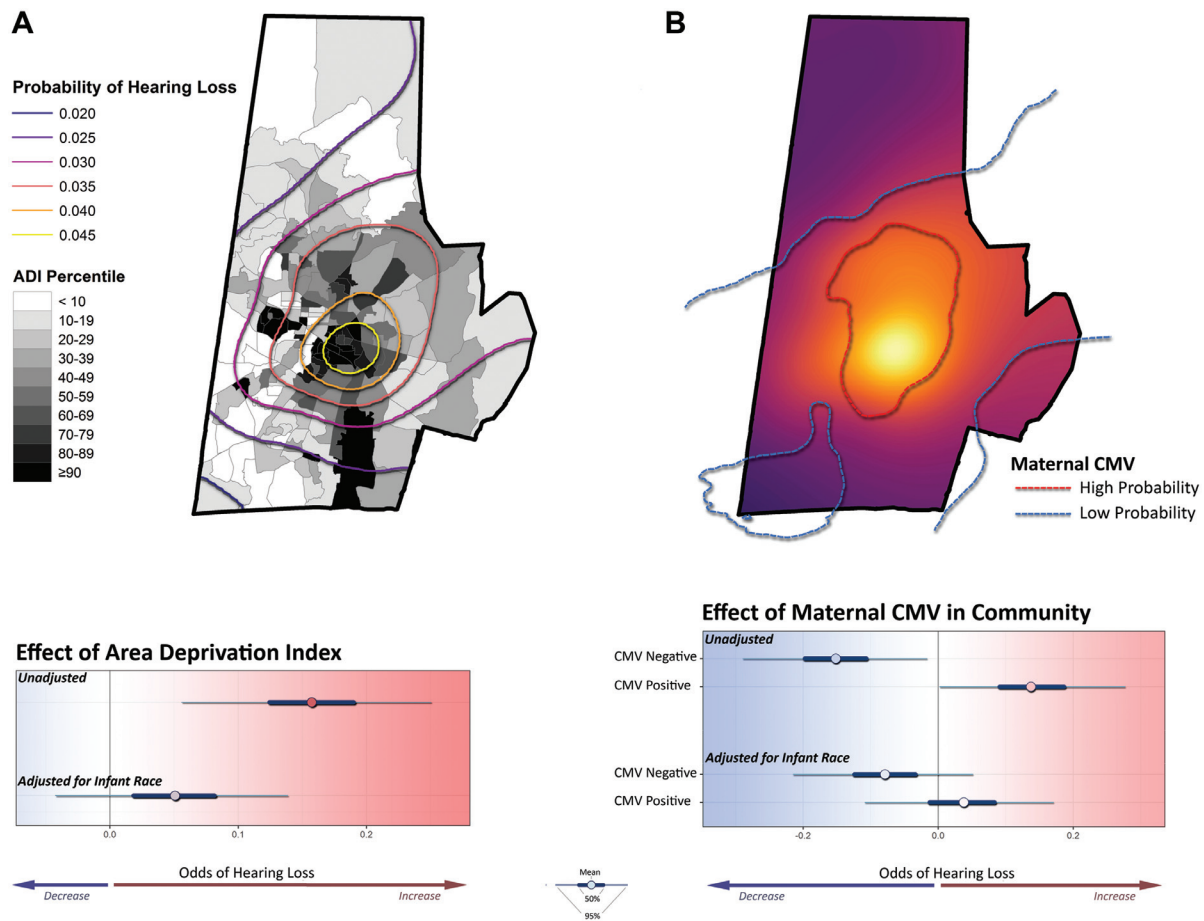 A
Probability of Hearing Loss
0.020
0.025
0.030
0.035
0.040
0.045
ADI Percentile
< 10
10-19
20-29
30-39
40-49
50-59
60-69
70-79
80-89
≥90
B
Maternal CMV
High Probability
Low Probability
Effect of Area Deprivation Index
Unadjusted
Adjusted for Infant Race
0.0 0.1 0.2
Odds of Hearing Loss
Decrease Increase
Mean
50%
95%
Effect of Maternal CMV in Community
Unadjusted
CMV Negative
CMV Positive
Adjusted for Infant Race
CMV Negative
CMV Positive
-0.2 0.0 0.2
Odds of Hearing Loss
Decrease Increase